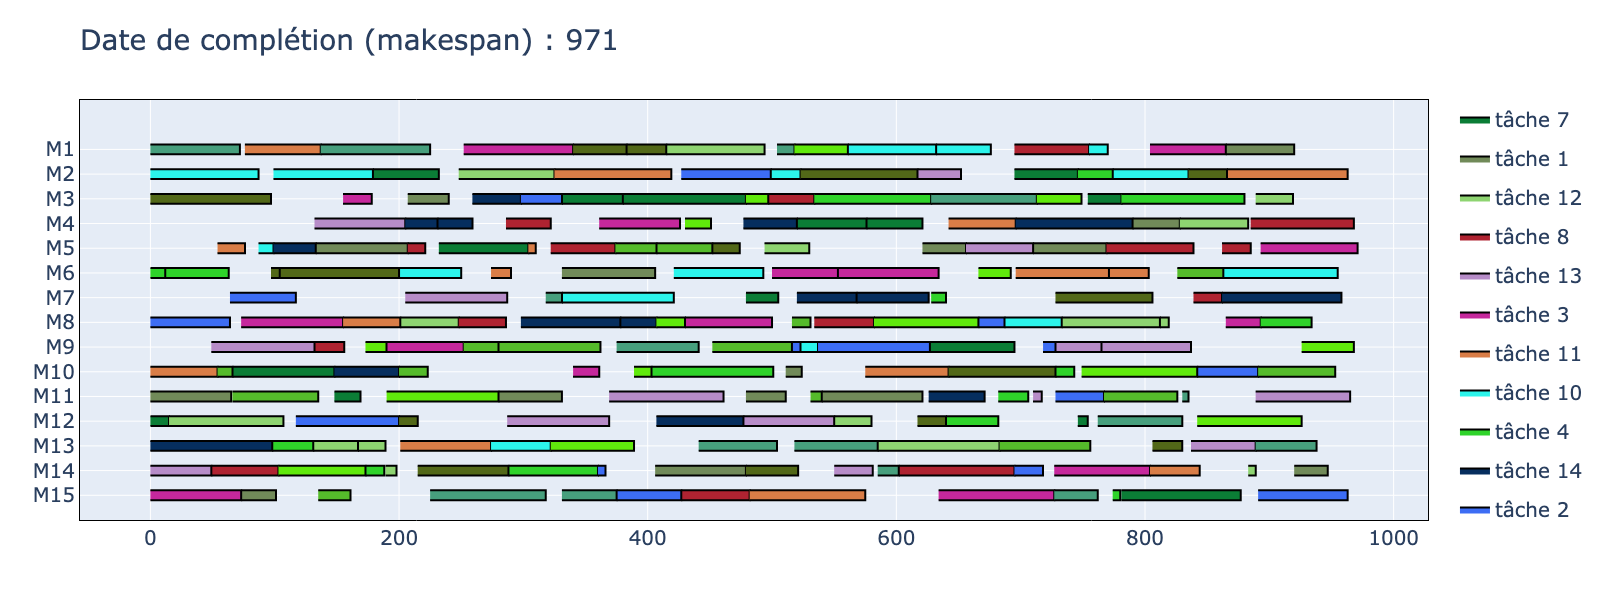 Date de complétion (makespan) : 971
M1
M2
M3
M4
M5
M6
M7
M8
M9
M10
M11
M12
M13
M14
M15
0 200 400 600 800 1000
tâche 7
tâche 1
tâche 12
tâche 8
tâche 13
tâche 3
tâche 11
tâche 10
tâche 4
tâche 14
tâche 2